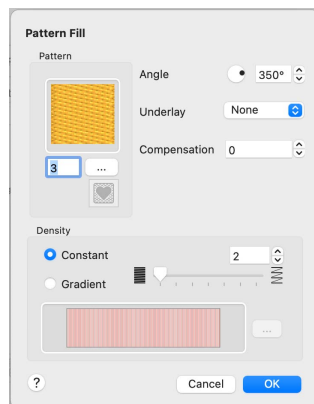 Pattern Fill
Pattern
Angle 350°
Underlay None
3 ... Compensation 0
Density
Constant 2
Gradient
...
? Cancel OK